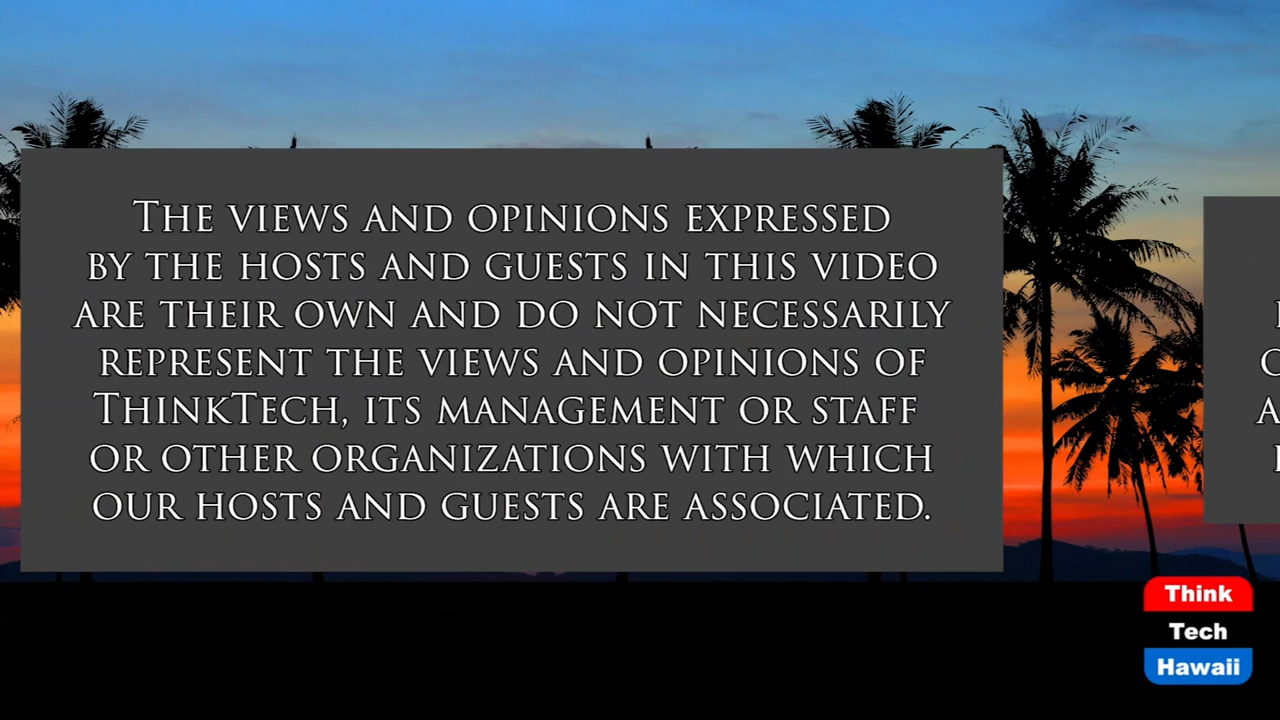 The views and opinions expressed
by the hosts and guests in this video
are their own and do not necessarily
represent the views and opinions of
ThinkTech, its management or staff
or other organizations with which
our hosts and guests are associated.
Think
Tech
Hawaii